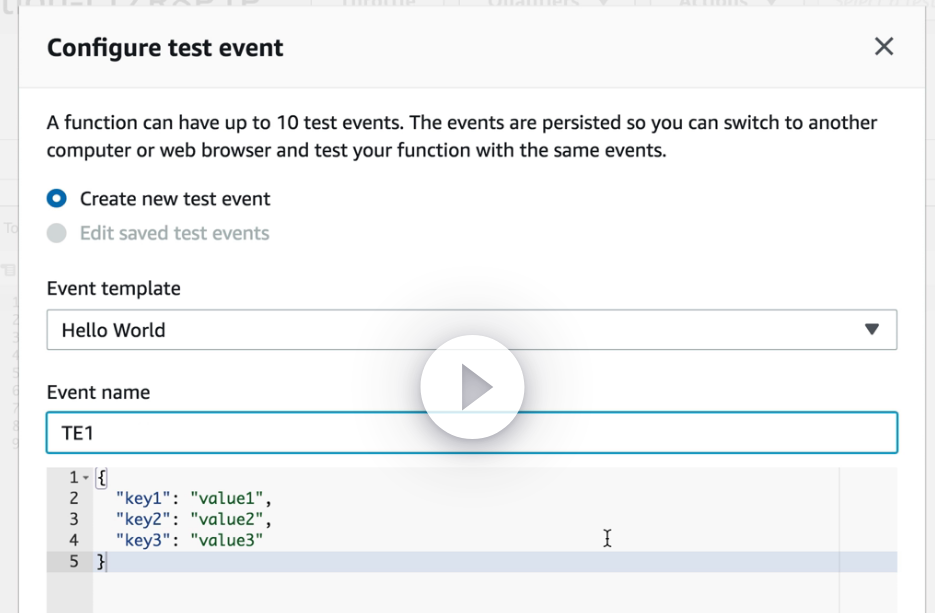 Configure test event
A function can have up to 10 test events. The events are persisted so you can switch to another
computer or web browser and test your function with the same events.
Create new test event
Edit saved test events
Event template
Hello World
Event name
TE1
1 {
2 "key1": "value1",
3 "key2": "value2",
4 "key3": "value3"
5 }